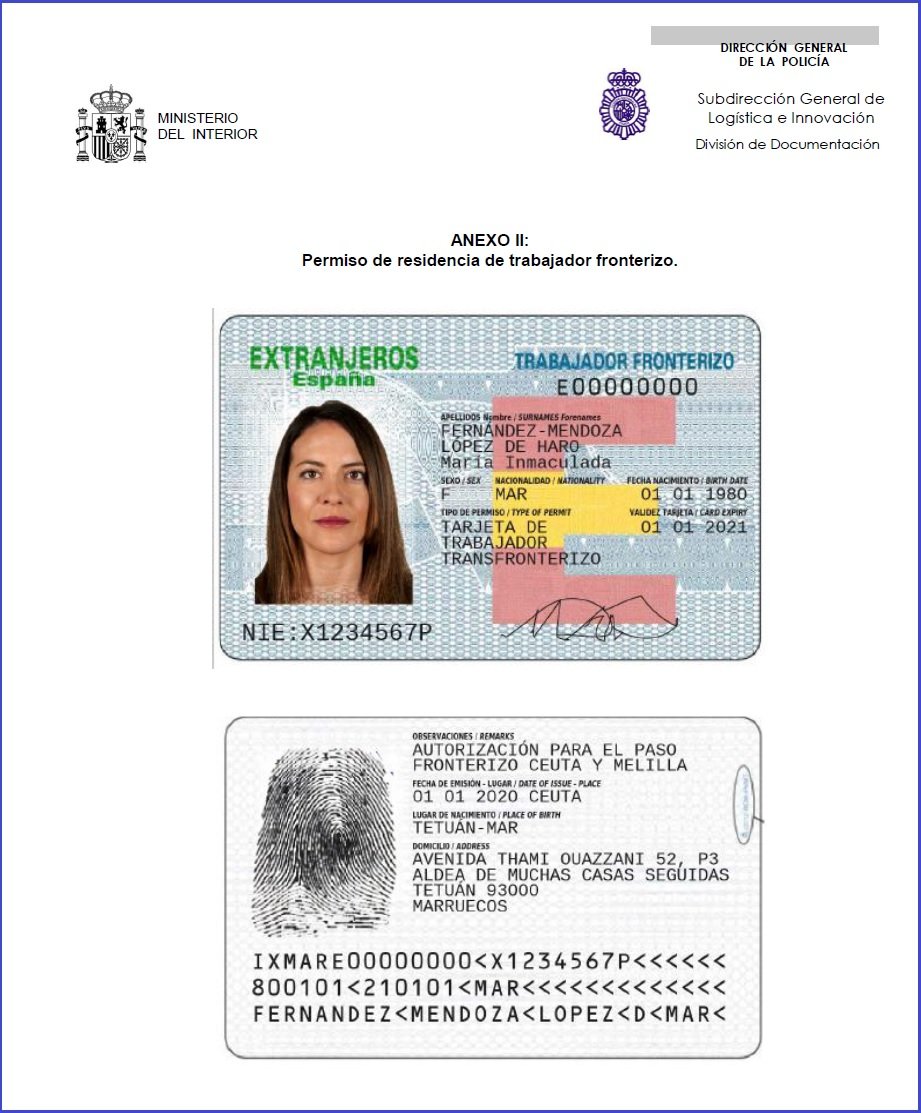 DIRECCIÓN GENERAL
DE LA POLICÍA
MINISTERIO
DEL INTERIOR
Subdirección General de
Logística e Innovación
División de Documentación
ANEXO II:
Permiso de residencia de trabajador fronterizo.
EXTRANJEROS
España
TRABAJADOR FRONTERIZO
E00000000
APELLIDOS Nombre / SURNAMES Forenames
FERNÁNDEZ-MENDOZA
LÓPEZ DE HARO
María Inmaculada
SEXO / SEX NACIONALIDAD / NATIONALITY FECHA NACIMIENTO / BIRTH DATE
F MAR 01 01 1980
TIPO DE PERMISO / TYPE OF PERMIT VALIDEZ TARJETA / CARD EXPIRY
TARJETA DE 01 01 2021
TRABAJADOR
TRANSFRONTERIZO
NIE:X1234567P
OBSERVACIONES / REMARKS
AUTORIZACIÓN PARA EL PASO
FRONTERIZO CEUTA Y MELILLA
FECHA DE EMISIÓN - LUGAR / DATE OF ISSUE - PLACE
01 01 2020 CEUTA
LUGAR DE NACIMIENTO / PLACE OF BIRTH
TETUÁN-MAR
DOMICILIO / ADDRESS
AVENIDA THAMI OUAZZANI 52, P3
ALDEA DE MUCHAS CASAS SEGUIDAS
TETUÁN 93000
MARRUECOS
IXMARE00000000<X1234567P<<<<<<
800101<210101<MAR<<<<<<<<<<<<<
FERNANDEZ<MENDOZA<LOPEZ<D<MAR<